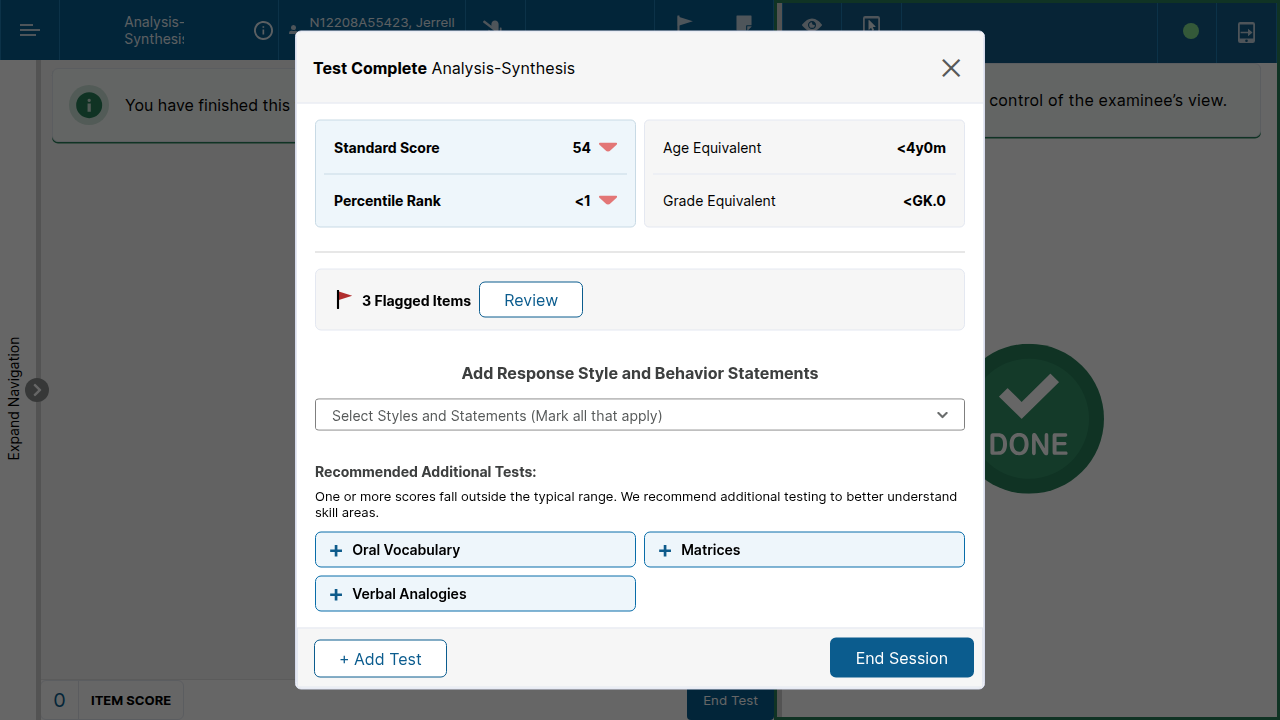 Analysis-
Synthesis
N12208A55423, Jerrell
You have finished this
control of the examinee’s view.
Expand Navigation
Test Complete Analysis-Synthesis
Standard Score 54
Percentile Rank <1
Age Equivalent <4y0m
Grade Equivalent <GK.0
3 Flagged Items Review
Add Response Style and Behavior Statements
Select Styles and Statements (Mark all that apply)
Recommended Additional Tests:
One or more scores fall outside the typical range. We recommend additional testing to better understand
skill areas.
+ Oral Vocabulary
+ Matrices
+ Verbal Analogies
+ Add Test
End Session
DONE
0 ITEM SCORE
End Test